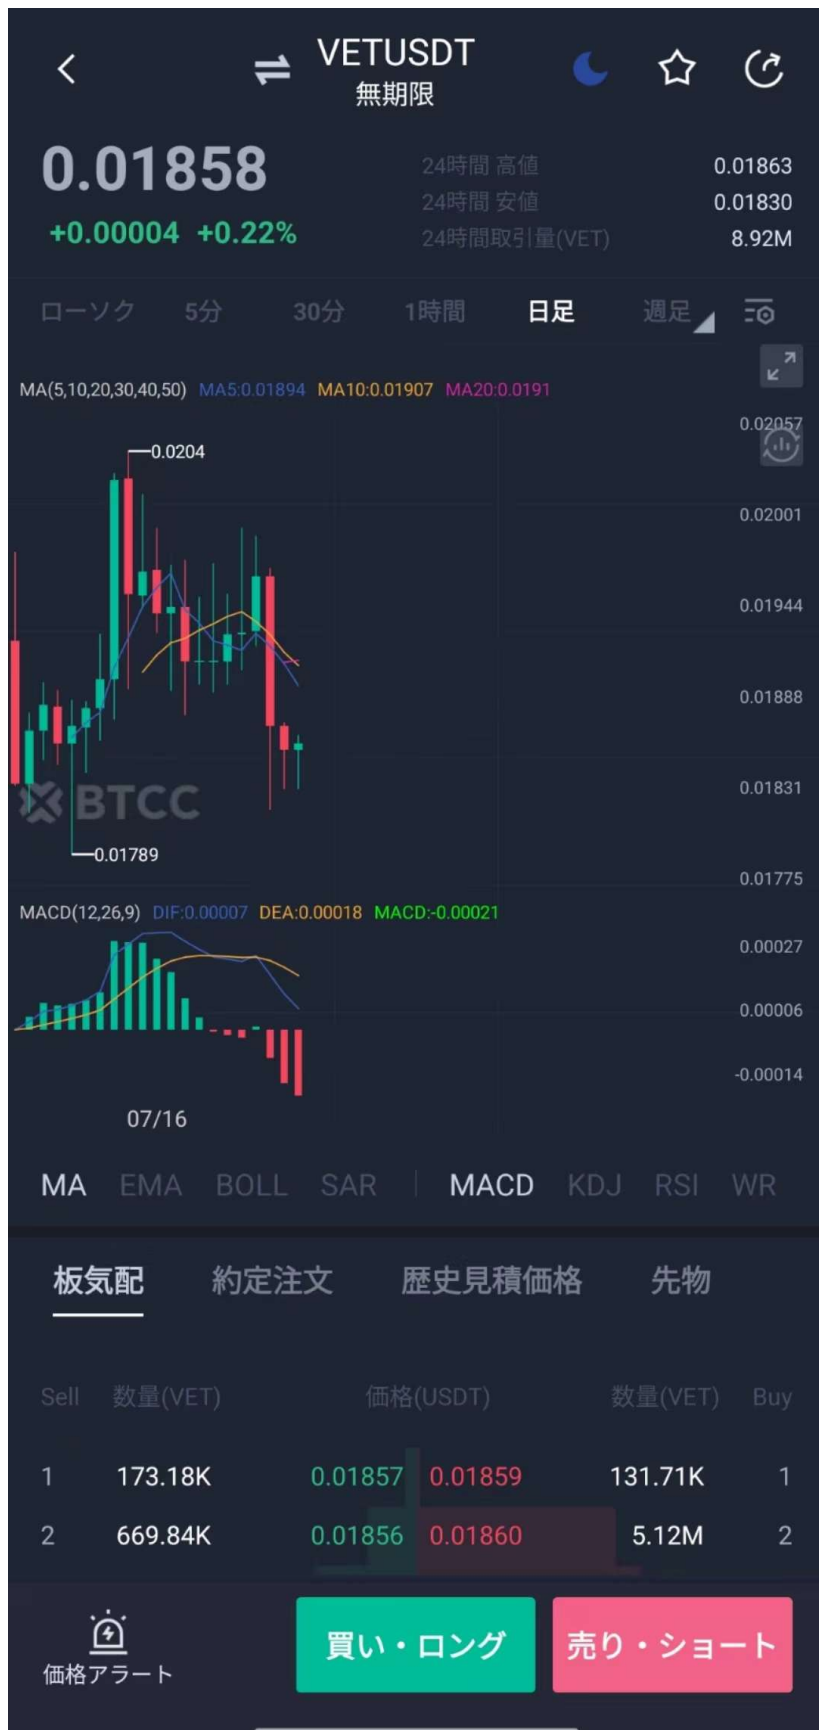 VETUSDT
無期限
0.01858
+0.00004 +0.22%
24時間 高値 0.01863
24時間 安値 0.01830
24時間取引量(VET) 8.92M
ローソク 5分 30分 1時間 日足 週足
MA(5,10,20,30,40,50) MA5:0.01894 MA10:0.01907 MA20:0.0191
0.02057
0.0204
0.02001
0.01944
0.01888
0.01831
BTCC
0.01789
0.01775
MACD(12,26,9) DIF:0.00007 DEA:0.00018 MACD:-0.00021
0.00027
0.00006
-0.00014
07/16
MA EMA BOLL SAR MACD KDJ RSI WR
板気配 約定注文 歴史見積価格 先物
Sell 数量(VET) 価格(USDT) 数量(VET) Buy
1 173.18K 0.01857 0.01859 131.71K 1
2 669.84K 0.01856 0.01860 5.12M 2
価格アラート
買い・ロング
売り・ショート